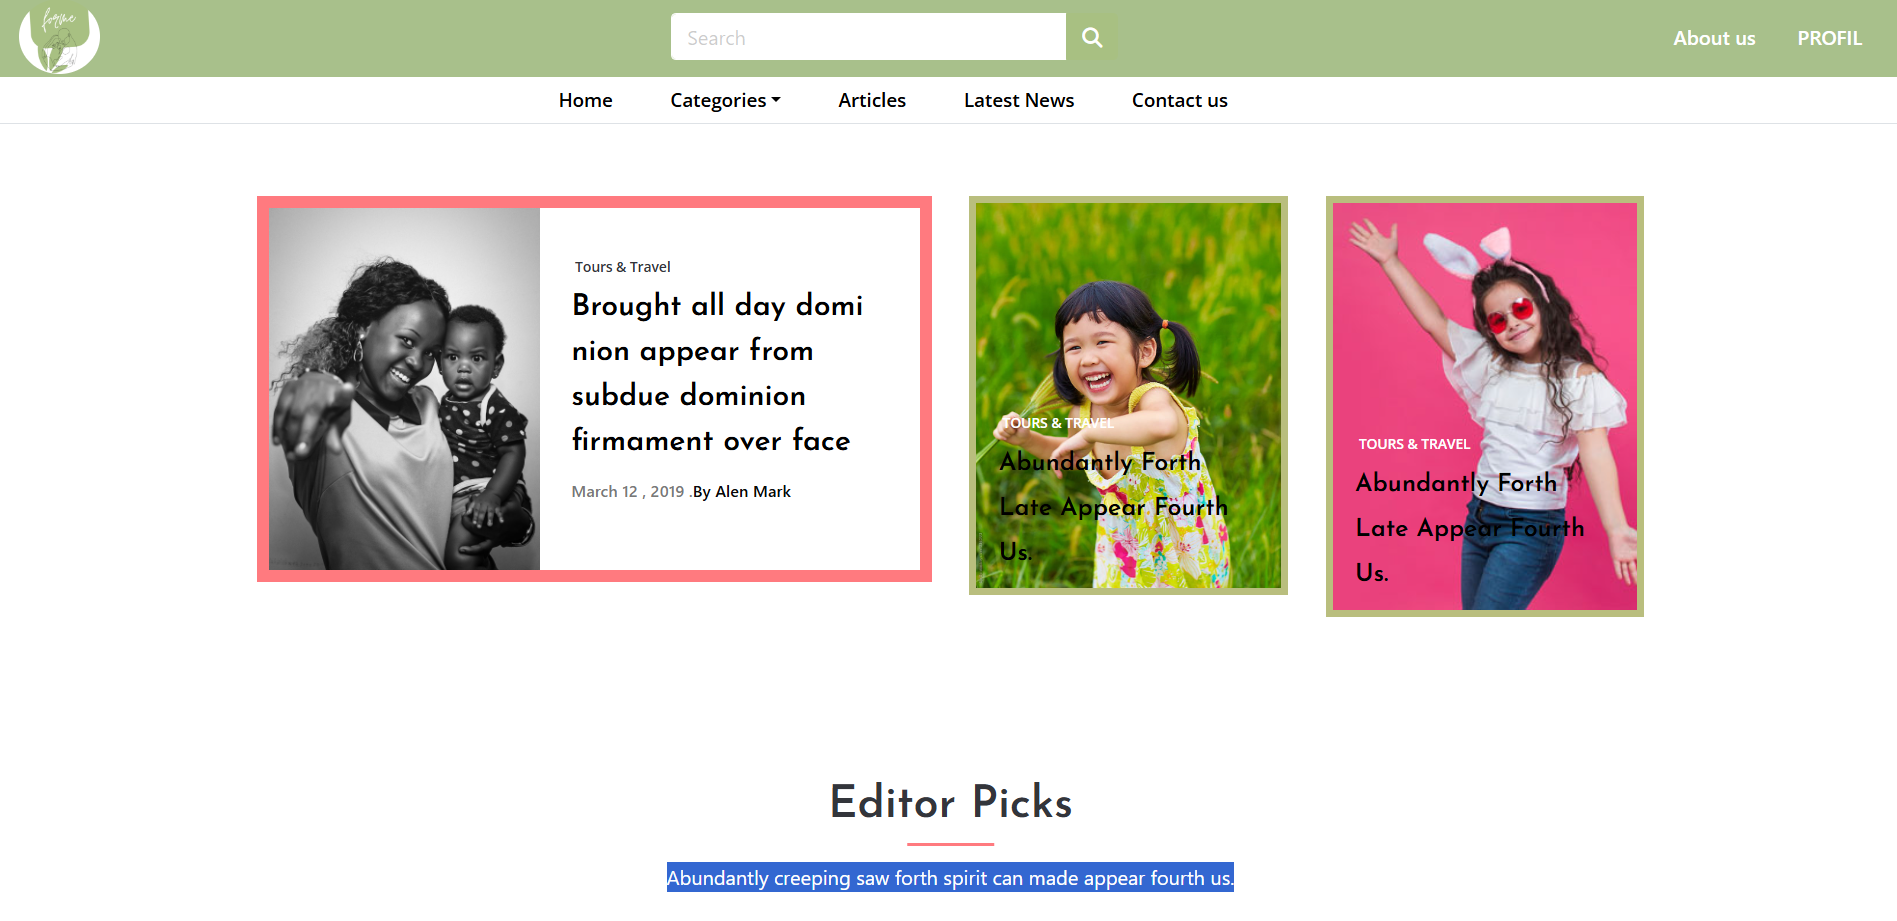 forme
Search
About us
PROFIL
Home
Categories
Articles
Latest News
Contact us
Tours & Travel
Brought all day domi
nion appear from
subdue dominion
firmament over face
March 12 , 2019 .By Alen Mark
TOURS & TRAVEL
Abundantly Forth
Late Appear Fourth
Us.
TOURS & TRAVEL
Abundantly Forth
Late Appear Fourth
Us.
Editor Picks
Abundantly creeping saw forth spirit can made appear fourth us.